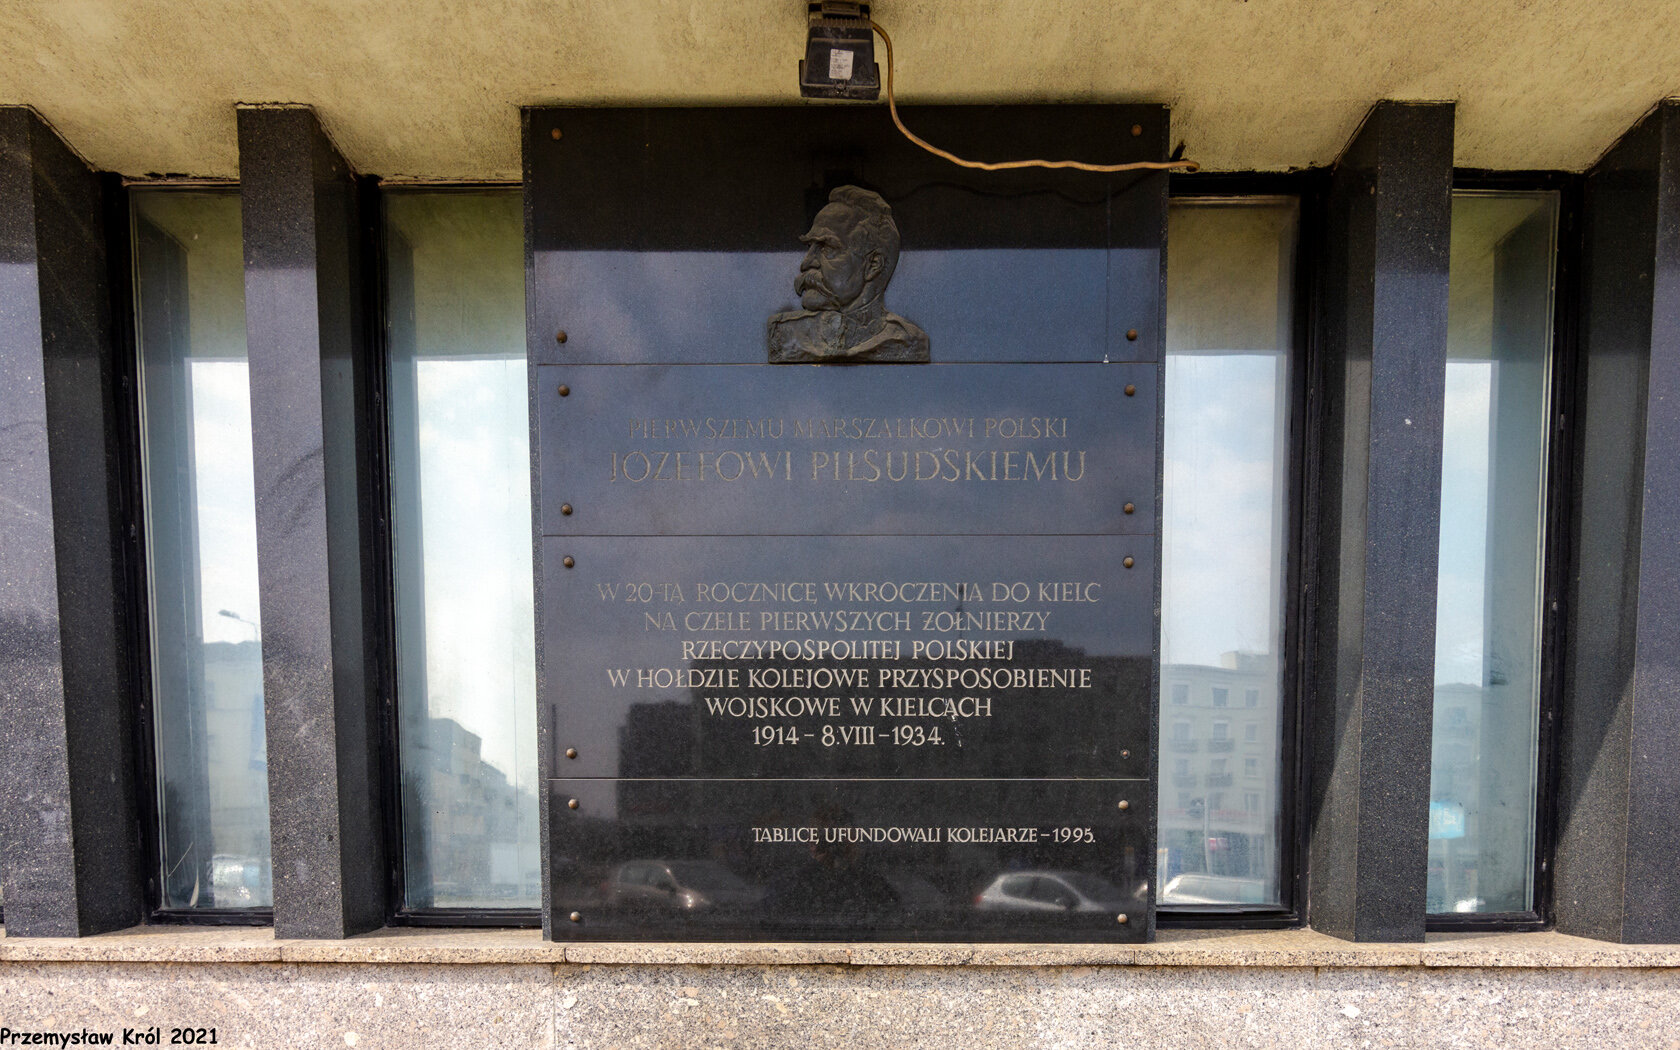 PIERWSZEMU MARSZAŁKOWI POLSKI
JÓZEFOWI PIŁSUDSKIEMU
W 20-TĄ ROCZNICĘ WKROCZENIA DO KIELC
NA CZELE PIERWSZYCH ŻOŁNIERZY
RZECZYPOSPOLITEJ POLSKIEJ
W HOŁDZIE KOLEJOWE PRZYSPOSOBIENIE
WOJSKOWE W KIELCACH
1914 – 8.VIII – 1934.
TABLICĘ UFUNDOWALI KOLEJARZE – 1995.
Przemysław Król 2021